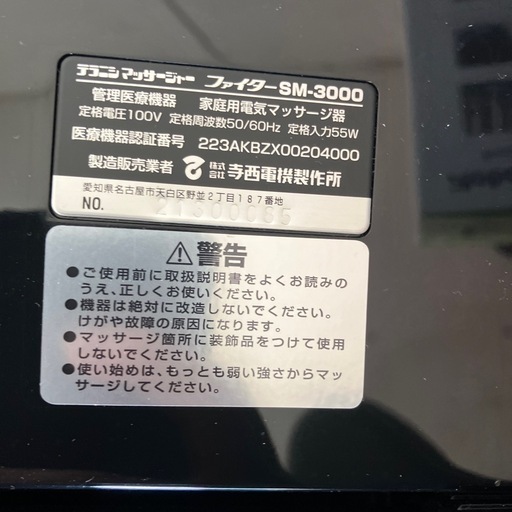 テラニシマッサージャー ファイターSM-3000
管理医療機器 家庭用電気マッサージ器
定格電圧100V 定格周波数50/60Hz 定格入力55W
医療機器認証番号 223AKBZX00204000
製造販売業者 株式会社 寺西電機製作所
愛知県名古屋市天白区野並2丁目187番地
NO.
警告
●ご使用前に取扱説明書をよくお読みの
うえ、正しくお使いください。
●機器は絶対に改造しないでください。
けがや故障の原因になります。
●マッサージ箇所に装飾品をつけて使用
しないでください。
●使い始めは、もっとも弱い強さからマッ
サージしてください。